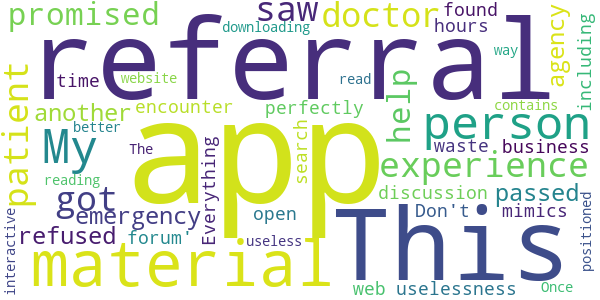 promised saw doctor found
downloading hours
referral agency
time website way
read including
patient another encounter perfectly contains
My app help person
The search waste business
better
reading got Everything experience
emergency discussion passed
refused forum' open Don't mimics positioned
interactive material useless This
web uselessness Once